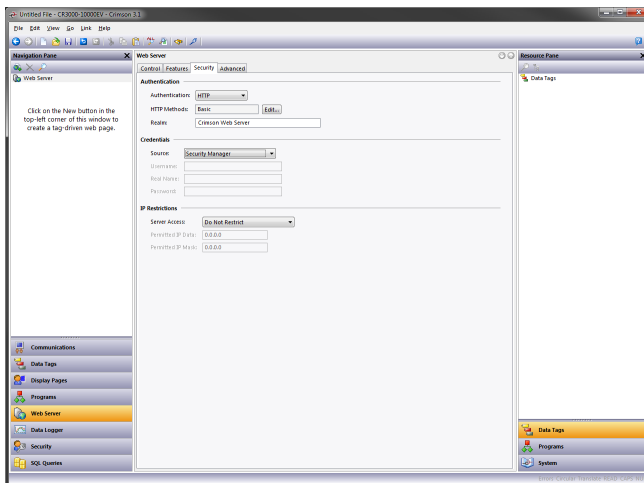 Untitled File - CR3000-10000EV - Crimson 3.1
File Edit View Go Link Help
Navigation Pane
Web Server
Click on the New button in the
top-left corner of this window to
create a tag-driven web page.
Communications
Data Tags
Display Pages
Programs
Web Server
Data Logger
Security
SQL Queries
Web Server
Control Features Security Advanced
Authentication
Authentication: HTTP
HTTP Methods: Basic Edit...
Realm: Crimson Web Server
Credentials
Source: Security Manager
Username:
Real Name:
Password:
IP Restrictions
Server Access: Do Not Restrict
Permitted IP Data: 0.0.0.0
Permitted IP Mask: 0.0.0.0
Resource Pane
Data Tags
Data Tags
Programs
System
Errors Circular Translate READ CAPS